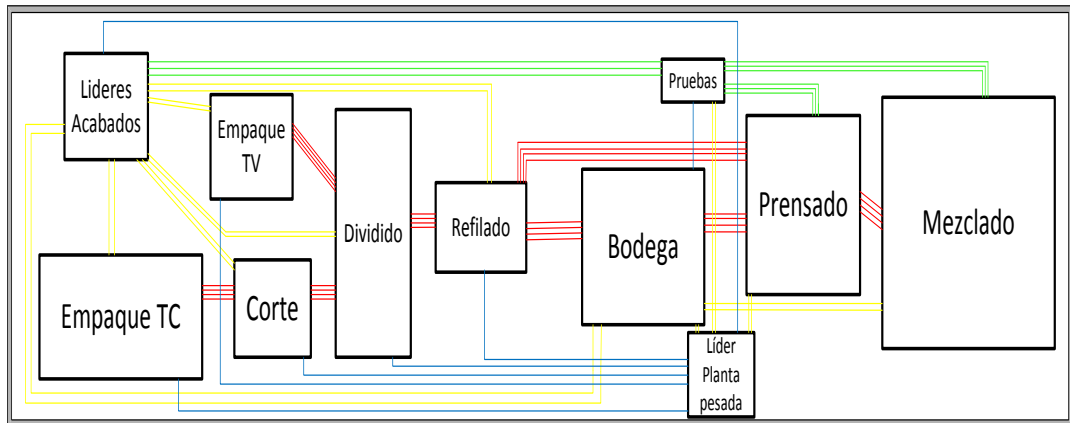 Lideres
Acabados
Pruebas
Empaque
TV
Dividido
Refilado
Bodega
Prensado
Mezclado
Empaque TC
Corte
Líder
Planta
pesada